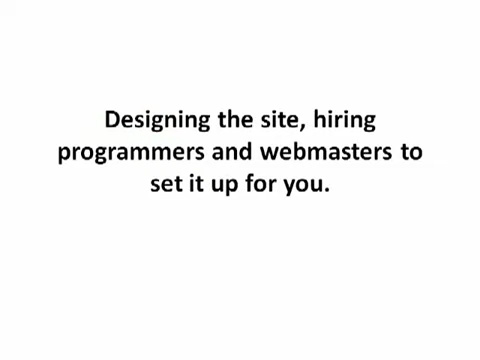 Designing the site, hiring
programmers and webmasters to
set it up for you.